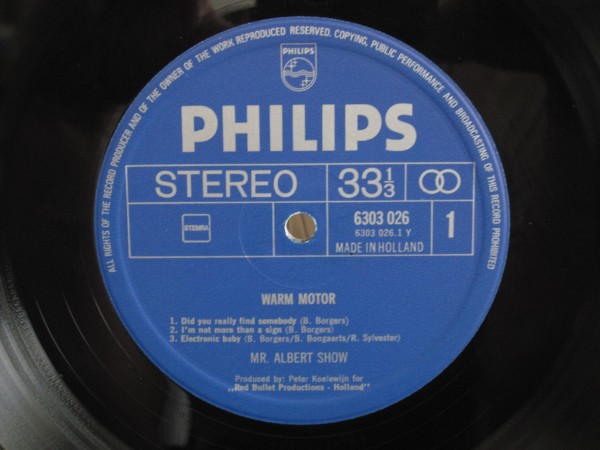 ALL RIGHTS OF THE RECORD PRODUCER AND OF THE OWNER OF THE WORK REPRODUCED RESERVED. COPYING, PUBLIC PERFORMANCE AND BROADCASTING OF THIS RECORD PROHIBITED
PHILIPS
PHILIPS
STEREO 33 1/3
STEMRA 6303 026 1
6303 026.1 Y
MADE IN HOLLAND
WARM MOTOR
1. Did you really find somebody (B. Borgers)
2. I'm not more than a sign (B. Borgers)
3. Electronic baby (B. Borgers/B. Bongaerts/R. Sylvester)
MR. ALBERT SHOW
Produced by: Peter Koelewijn for
„Red Bullet Productions - Holland"